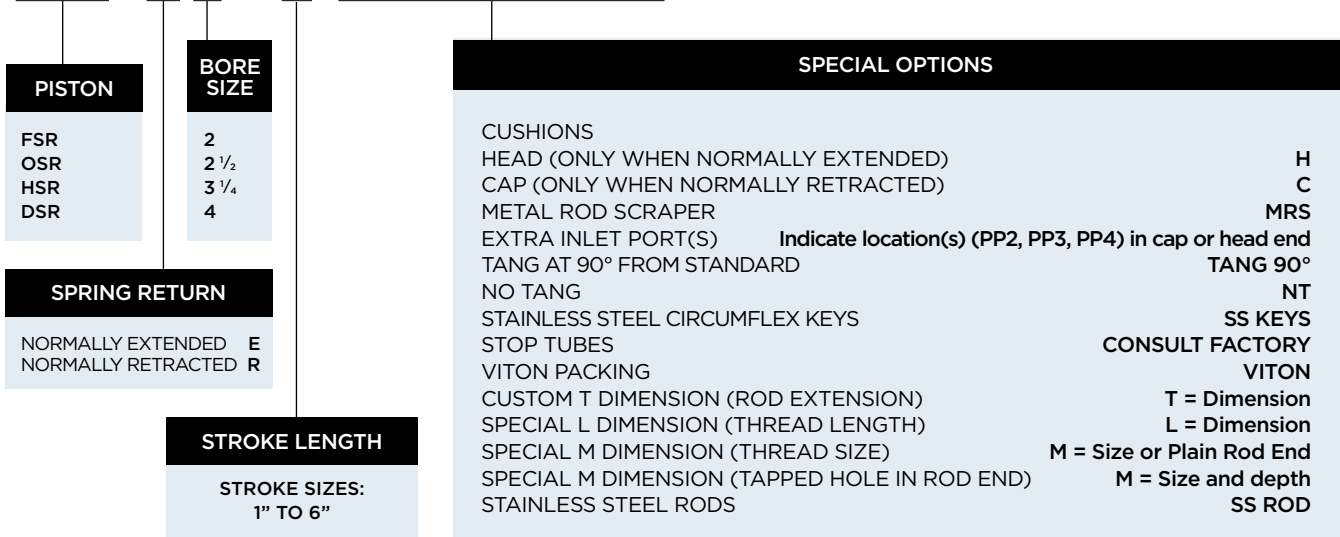 PISTON
FSR
OSR
HSR
DSR
BORE
SIZE
2
2 1/2
3 1/4
4
SPRING RETURN
NORMALLY EXTENDED E
NORMALLY RETRACTED R
STROKE LENGTH
STROKE SIZES:
1” TO 6”
SPECIAL OPTIONS
CUSHIONS
HEAD (ONLY WHEN NORMALLY EXTENDED) H
CAP (ONLY WHEN NORMALLY RETRACTED) C
METAL ROD SCRAPER MRS
EXTRA INLET PORT(S) Indicate location(s) (PP2, PP3, PP4) in cap or head end
TANG AT 90° FROM STANDARD TANG 90°
NO TANG NT
STAINLESS STEEL CIRCUMFLEX KEYS SS KEYS
STOP TUBES CONSULT FACTORY
VITON PACKING VITON
CUSTOM T DIMENSION (ROD EXTENSION) T = Dimension
SPECIAL L DIMENSION (THREAD LENGTH) L = Dimension
SPECIAL M DIMENSION (THREAD SIZE) M = Size or Plain Rod End
SPECIAL M DIMENSION (TAPPED HOLE IN ROD END) M = Size and depth
STAINLESS STEEL RODS SS ROD